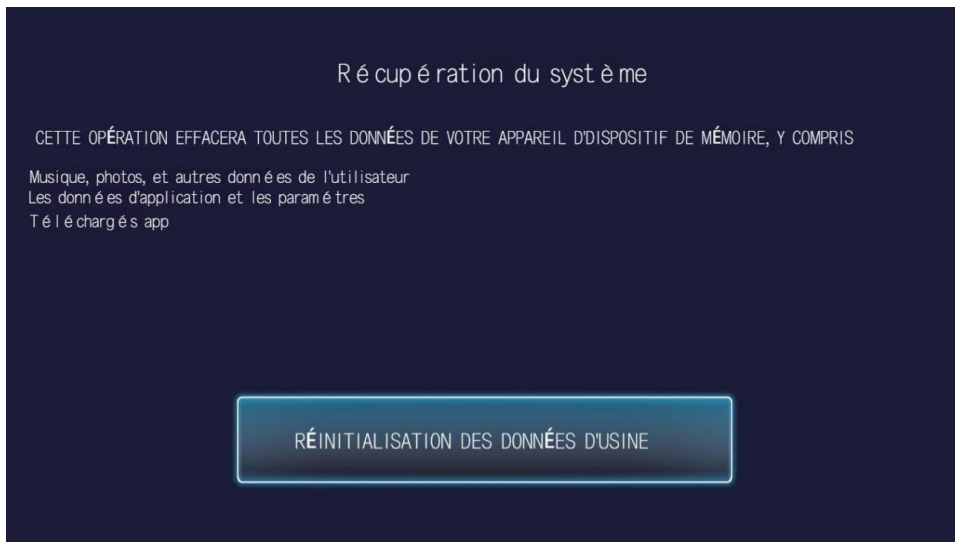 Récupération du système
CETTE OPÉRATION EFFACERA TOUTES LES DONNÉES DE VOTRE APPAREIL D'DISPOSITIF DE MÉMOIRE, Y COMPRIS
Musique, photos, et autres données de l'utilisateur
Les données d'application et les paramétres
Téléchargés app
RÉINITIALISATION DES DONNÉES D'USINE